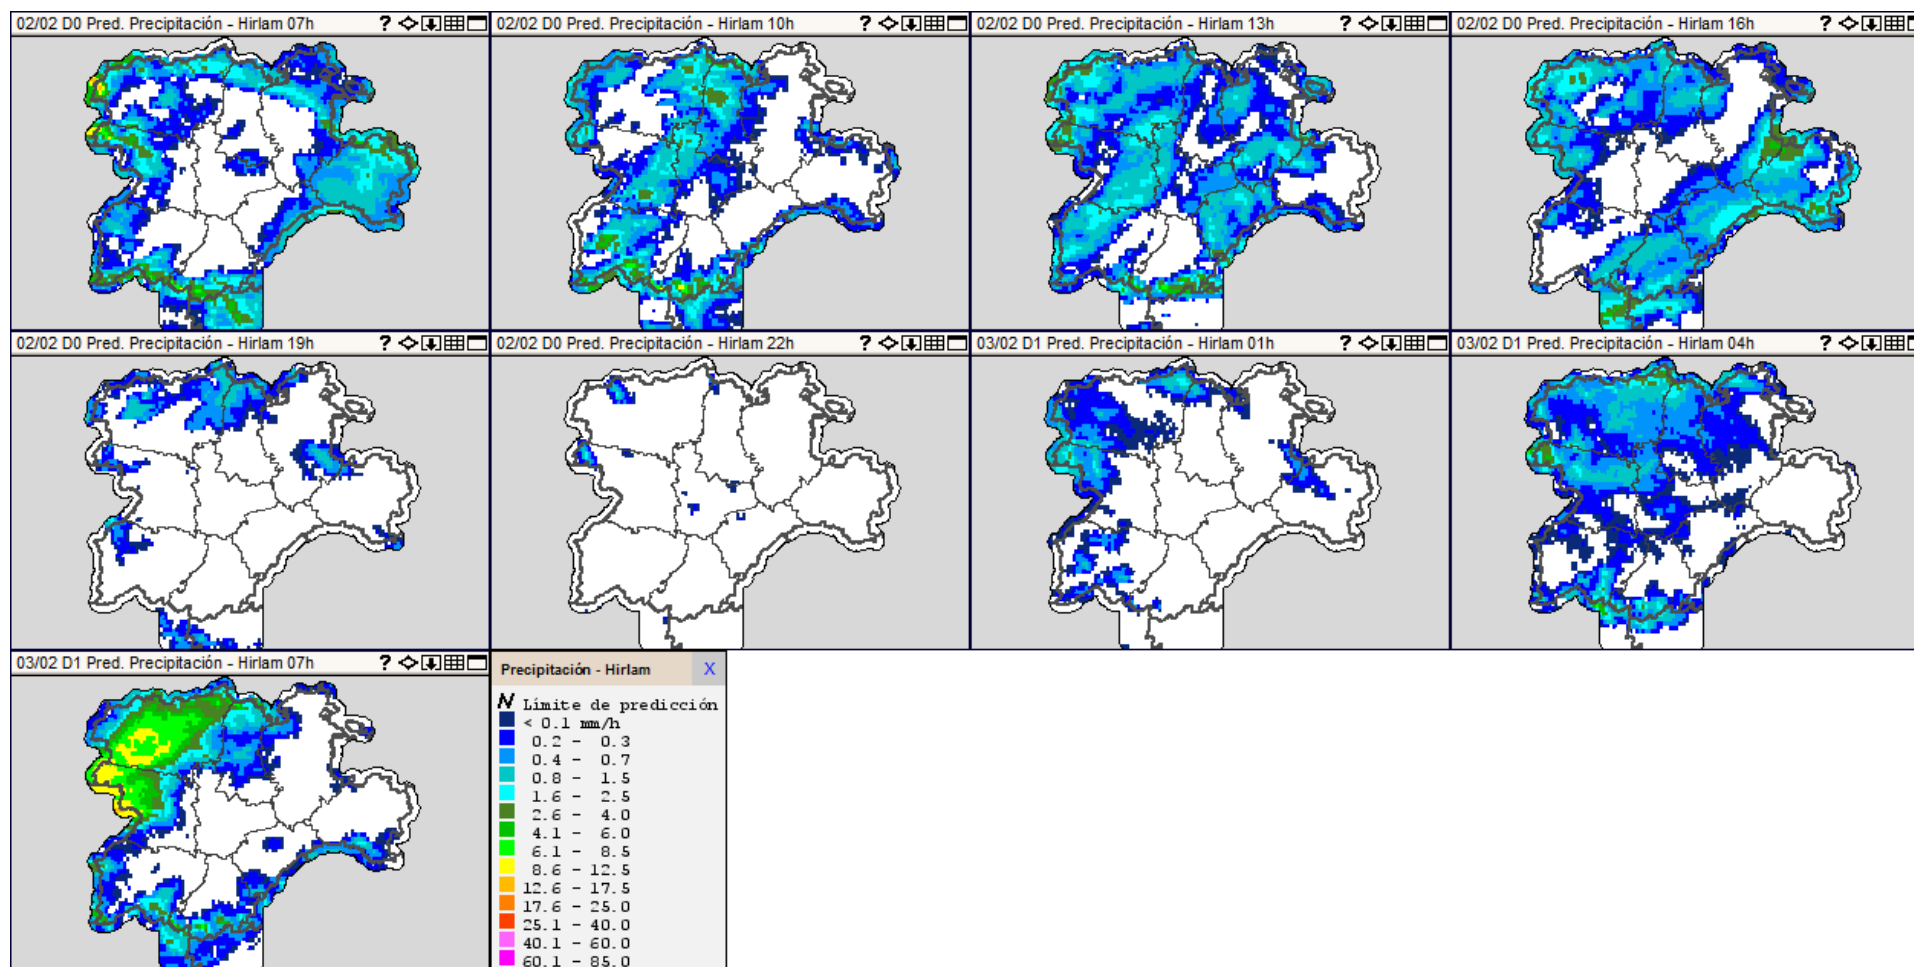 02/02 D0 Pred. Precipitación - Hirlam 07h ?
02/02 D0 Pred. Precipitación - Hirlam 10h ?
02/02 D0 Pred. Precipitación - Hirlam 13h ?
02/02 D0 Pred. Precipitación - Hirlam 16h ?
02/02 D0 Pred. Precipitación - Hirlam 19h ?
02/02 D0 Pred. Precipitación - Hirlam 22h ?
03/02 D1 Pred. Precipitación - Hirlam 01h ?
03/02 D1 Pred. Precipitación - Hirlam 04h ?
03/02 D1 Pred. Precipitación - Hirlam 07h ?
Precipitación - Hirlam X
N Límite de predicción
< 0.1 mm/h
0.2 - 0.3
0.4 - 0.7
0.8 - 1.5
1.6 - 2.5
2.6 - 4.0
4.1 - 6.0
6.1 - 8.5
8.6 - 12.5
12.6 - 17.5
17.6 - 25.0
25.1 - 40.0
40.1 - 60.0
60.1 - 85.0